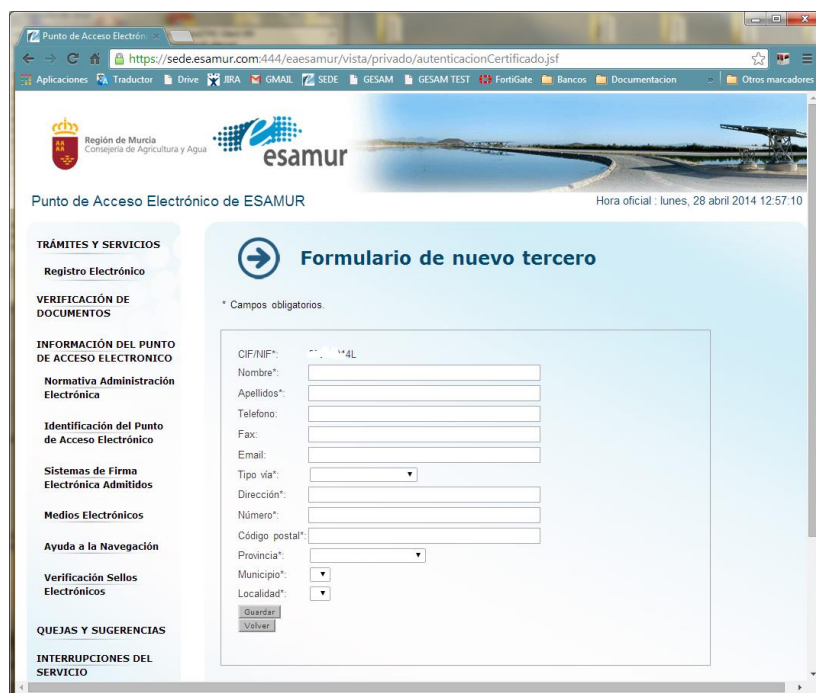 Punto de Acceso Electrón
https://sede.esamur.com:444/eaesamur/vista/privado/autenticacionCertificado.jsf
Aplicaciones Traductor Drive JIRA GMAIL SEDE GESAM GESAM TEST FortiGate Bancos Documentacion » Otros marcadores
Región de Murcia
Consejería de Agricultura y Agua
esamur
Punto de Acceso Electrónico de ESAMUR
Hora oficial : lunes, 28 abril 2014 12:57:10
TRÁMITES Y SERVICIOS
Registro Electrónico
VERIFICACIÓN DE
DOCUMENTOS
INFORMACIÓN DEL PUNTO
DE ACCESO ELECTRONICO
Normativa Administración
Electrónica
Identificación del Punto
de Acceso Electrónico
Sistemas de Firma
Electrónica Admitidos
Medios Electrónicos
Ayuda a la Navegación
Verificación Sellos
Electrónicos
QUEJAS Y SUGERENCIAS
INTERRUPCIONES DEL
SERVICIO
Formulario de nuevo tercero
* Campos obligatorios.
CIF/NIF*: 4L
Nombre*:
Apellidos*:
Telefono:
Fax:
Email:
Tipo vía*:
Dirección*:
Número*:
Código postal*:
Provincia*:
Municipio*:
Localidad*:
Guardar
Volver